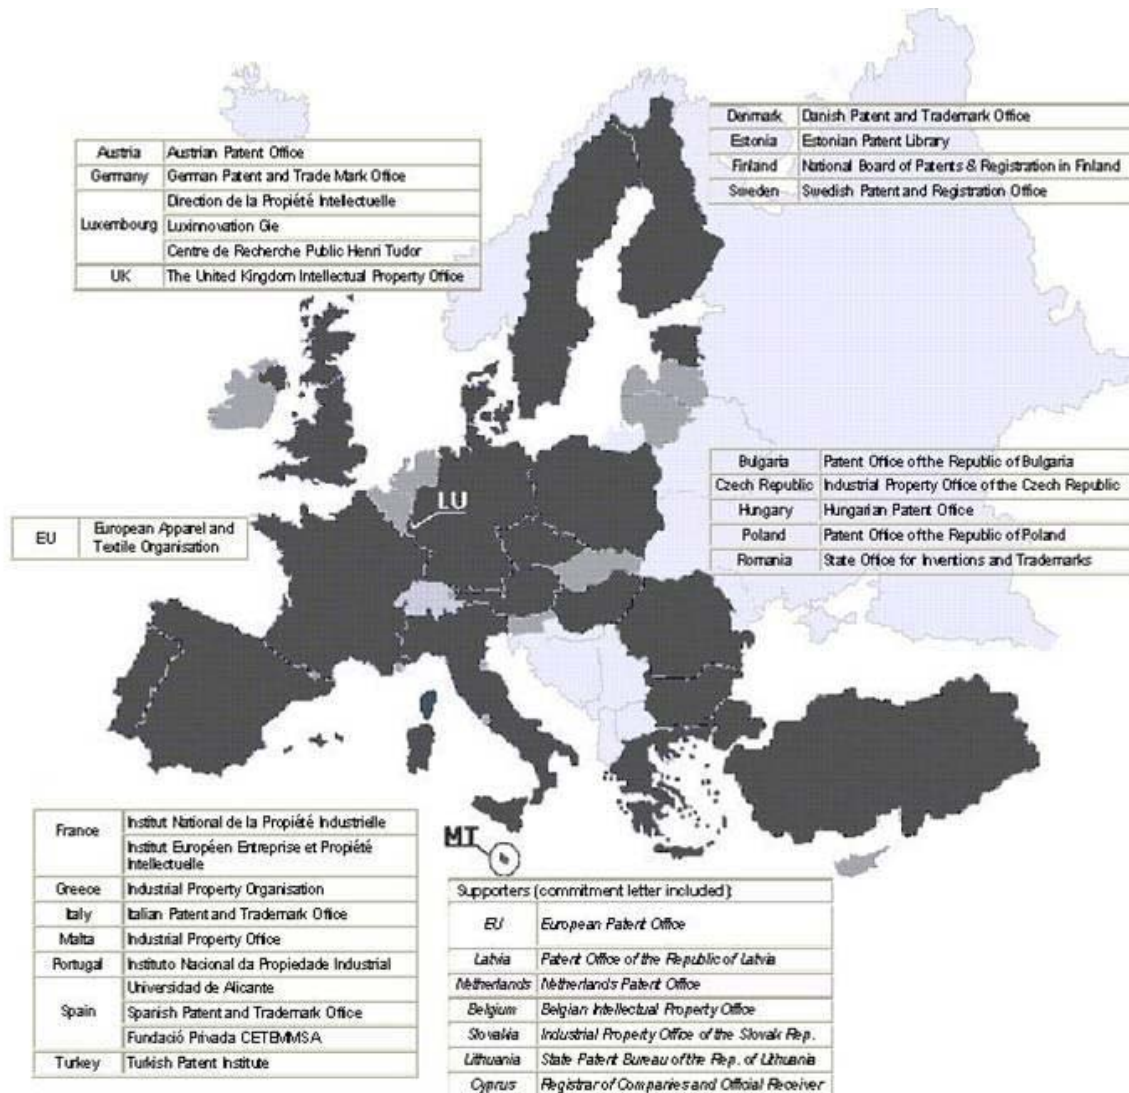 Austria Austrian Patent Office
Germany German Patent and Trade Mark Office
Luxembourg Direction de la Propiété Intellectuelle
Luxinnovation Gie
Centre de Recherche Public Henri Tudor
UK The United Kingdom Intellectual Property Office
Denmark Danish Patent and Trademark Office
Estonia Estonian Patent Library
Finland National Board of Patents & Registration in Finland
Sweden Swedish Patent and Registration Office
LU
Bulgaria Patent Office of the Republic of Bulgaria
Czech Republic Industrial Property Office of the Czech Republic
Hungary Hungarian Patent Office
Poland Patent Office of the Republic of Poland
Romania State Office for Inventions and Trademarks
EU European Apparel and
Textile Organisation
France Institut National de la Propiété Industrielle
Institut Européen Entreprise et Propiété
Intellectuelle
Greece Industrial Property Organisation
Italy Italian Patent and Trademark Office
Malta Industrial Property Office
Portugal Instituto Nacional da Propiedade Industrial
Spain Universidad de Alicante
Spanish Patent and Trademark Office
Fundació Privada CETEMMSA
Turkey Turkish Patent Institute
MT
Supporters (commitment letter included):
EU European Patent Office
Latvia Patent Office of the Republic of Latvia
Netherlands Netherlands Patent Office
Belgium Belgian Intellectual Property Office
Slovakia Industrial Property Office of the Slovak Rep.
Lithuania State Patent Bureau of the Rep. of Lithuania
Cyprus Registrar of Companies and Official Receiver